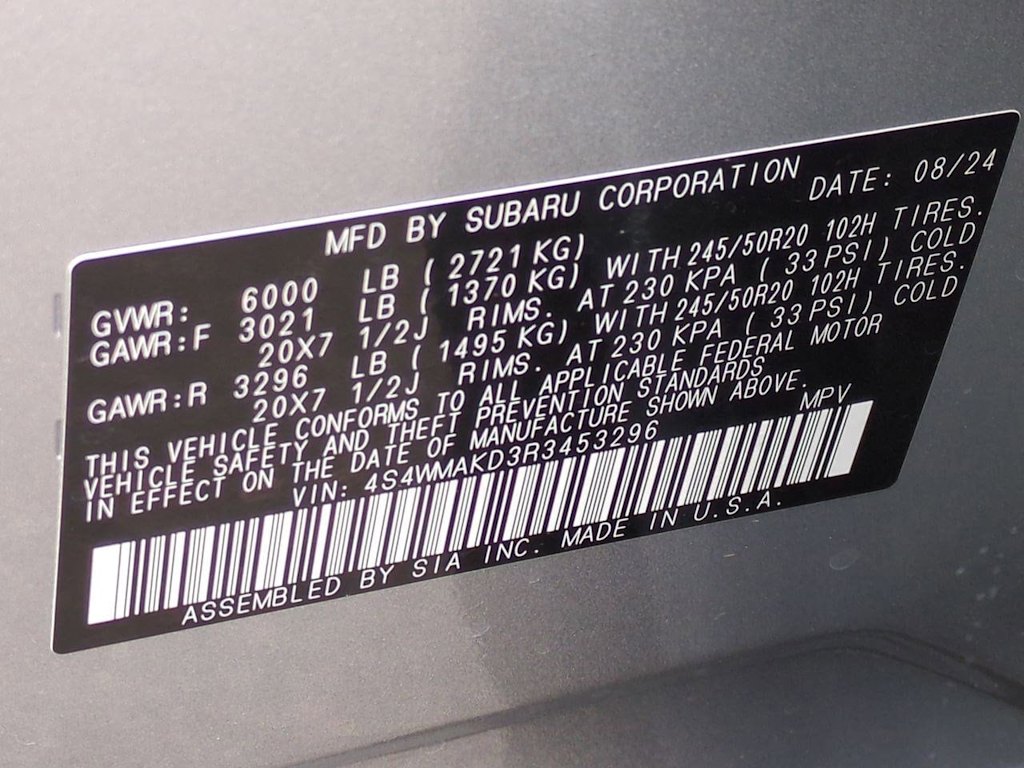 MFD BY SUBARU CORPORATION DATE: 08/24
GVWR: 6000 LB ( 2721 KG)
GAWR:F 3021 LB ( 1370 KG) WITH 245/50R20 102H TIRES.
20X7 1/2J RIMS. AT 230 KPA ( 33 PSI) COLD
GAWR:R 3296 LB ( 1495 KG) WITH 245/50R20 102H TIRES.
20X7 1/2J RIMS. AT 230 KPA ( 33 PSI) COLD
THIS VEHICLE CONFORMS TO ALL APPLICABLE FEDERAL MOTOR
VEHICLE SAFETY AND THEFT PREVENTION STANDARDS
IN EFFECT ON THE DATE OF MANUFACTURE SHOWN ABOVE.
VIN: 4S4WMAKD3R3453296 MPV
ASSEMBLED BY SIA INC. MADE IN U.S.A.